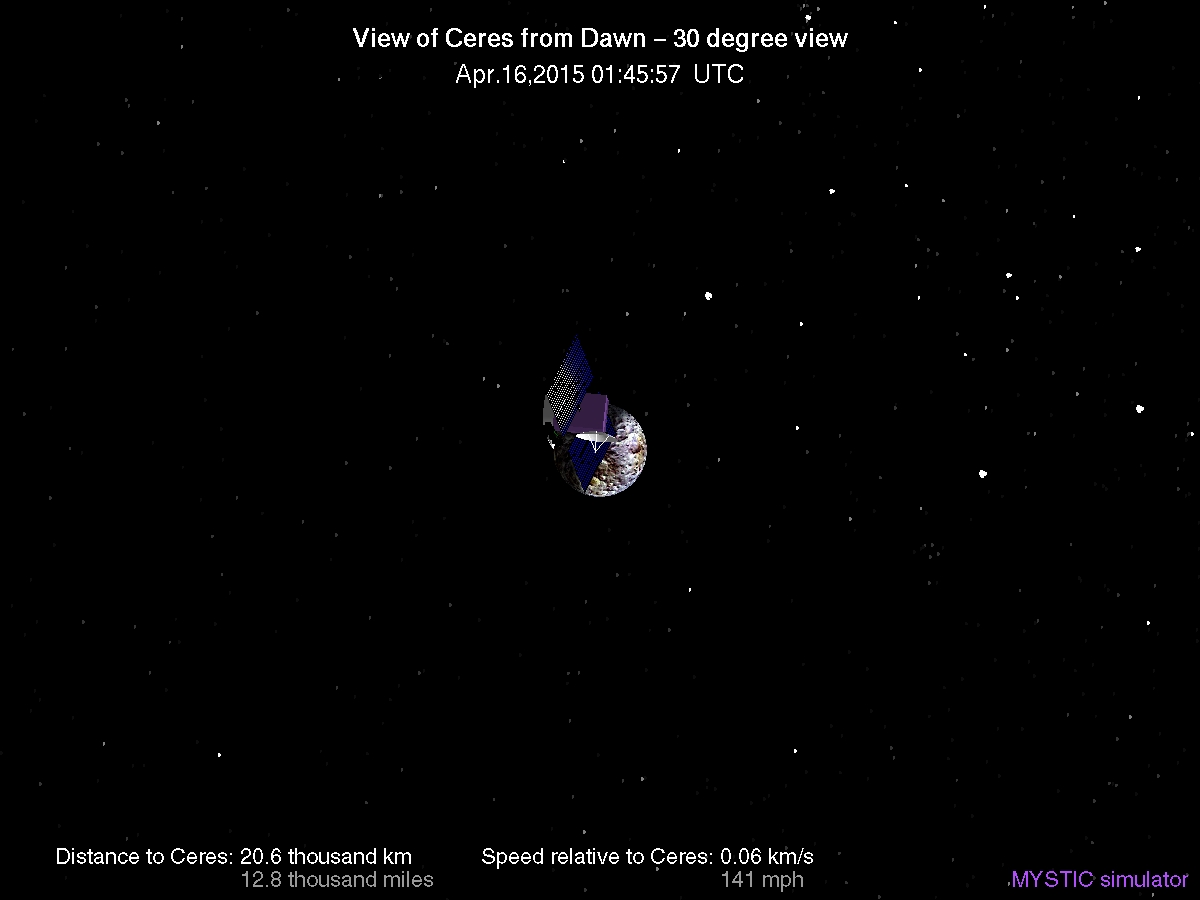 View of Ceres from Dawn – 30 degree view
Apr.16,2015 01:45:57 UTC
Distance to Ceres: 20.6 thousand km
12.8 thousand miles
Speed relative to Ceres: 0.06 km/s
141 mph
MYSTIC simulator